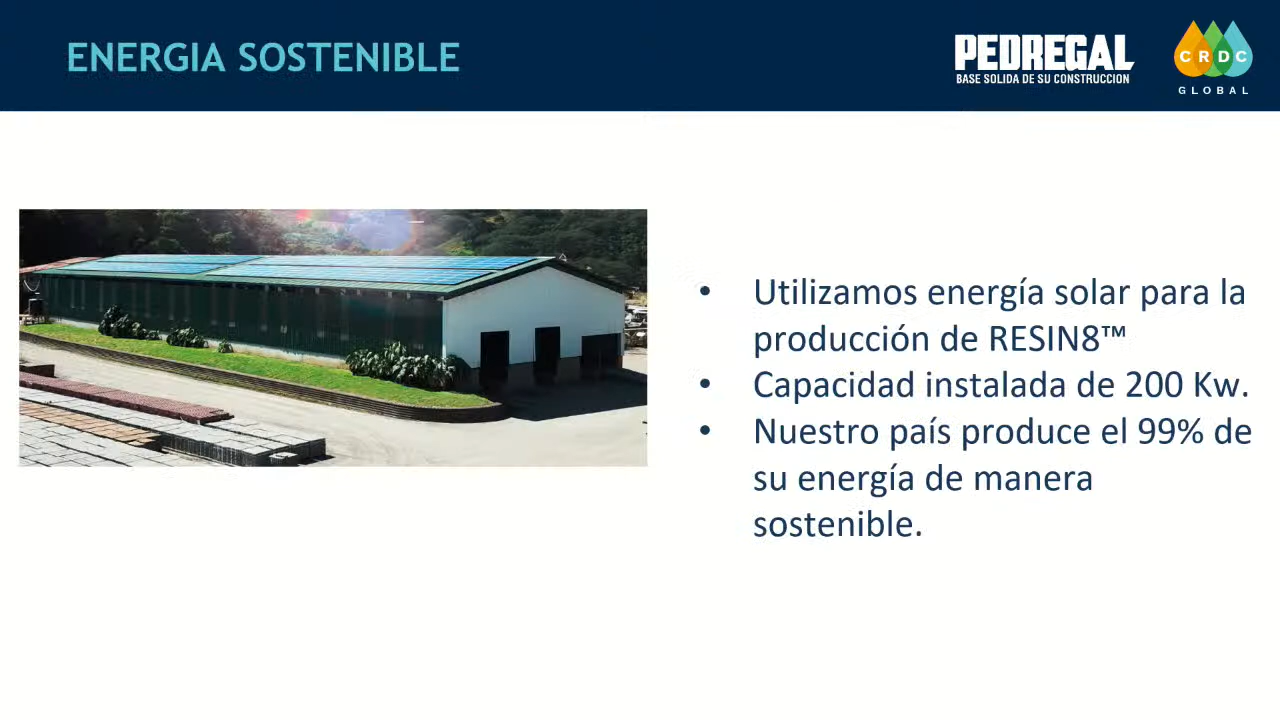 ENERGIA SOSTENIBLE
PEDREGAL
BASE SOLIDA DE SU CONSTRUCCION
CRDC
GLOBAL
• Utilizamos energía solar para la
producción de RESIN8™
• Capacidad instalada de 200 Kw.
• Nuestro país produce el 99% de
su energía de manera
sostenible.